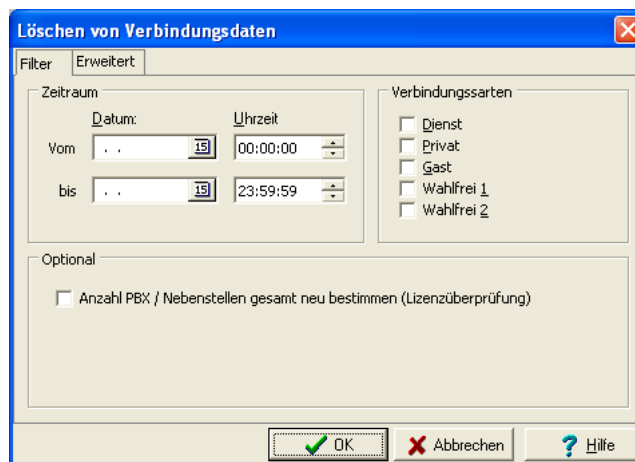 Löschen von Verbindungsdaten
Filter Erweitert
Zeitraum
Datum: Uhrzeit
Vom . . 15 00:00:00
bis . . 15 23:59:59
Verbindungssarten
Dienst
Privat
Gast
Wahlfrei 1
Wahlfrei 2
Optional
Anzahl PBX / Nebenstellen gesamt neu bestimmen (Lizenzüberprüfung)
OK Abbrechen ? Hilfe